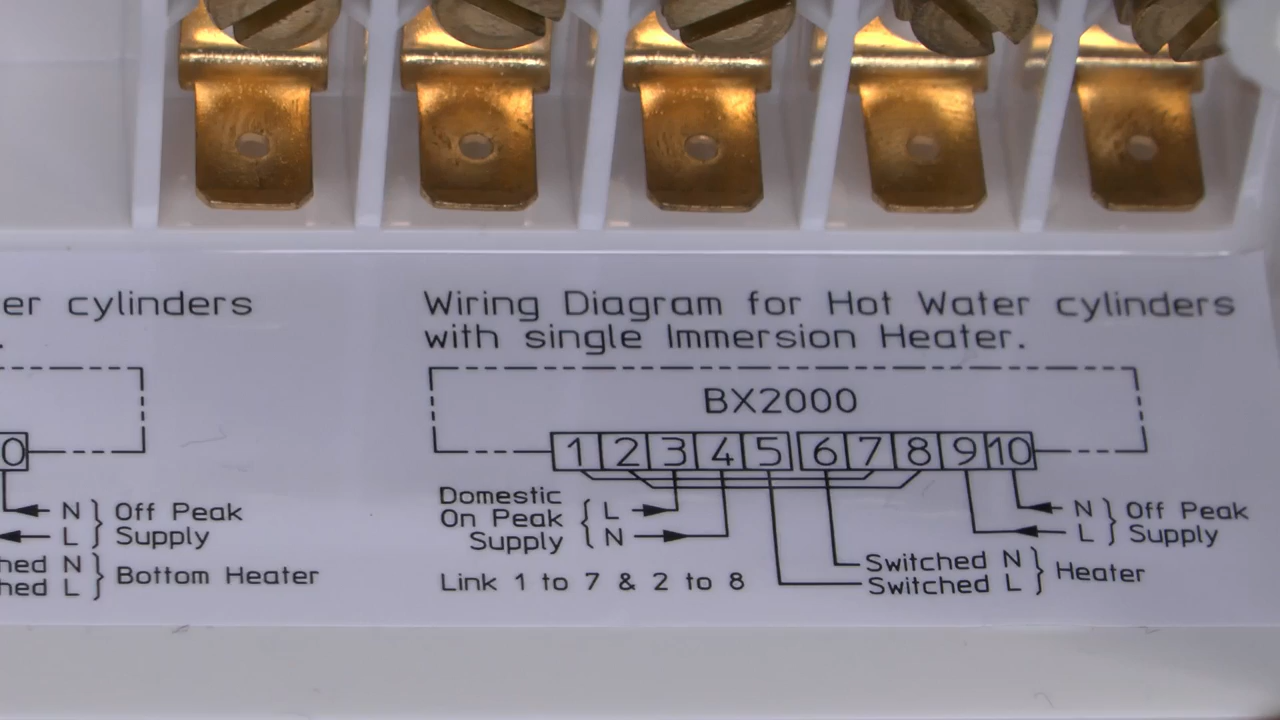 er cylinders
.
0
N } Off Peak
L } Supply
hed N } Bottom Heater
hed L }
Wiring Diagram for Hot Water cylinders
with single Immersion Heater.
BX2000
1 2 3 4 5 6 7 8 9 10
Domestic
On Peak { L
Supply { N
N } Off Peak
L } Supply
Switched N } Heater
Switched L }
Link 1 to 7 & 2 to 8